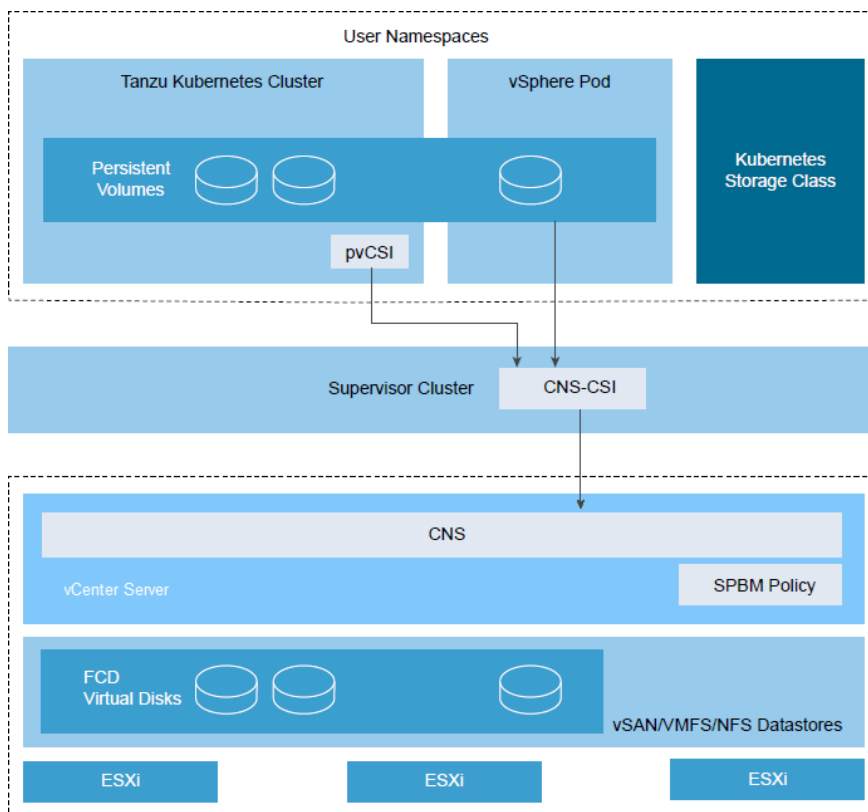 User Namespaces
Tanzu Kubernetes Cluster
vSphere Pod
Persistent
Volumes
Kubernetes
Storage Class
pvCSI
Supervisor Cluster
CNS-CSI
CNS
vCenter Server
SPBM Policy
FCD
Virtual Disks
vSAN/VMFS/NFS Datastores
ESXi
ESXi
ESXi